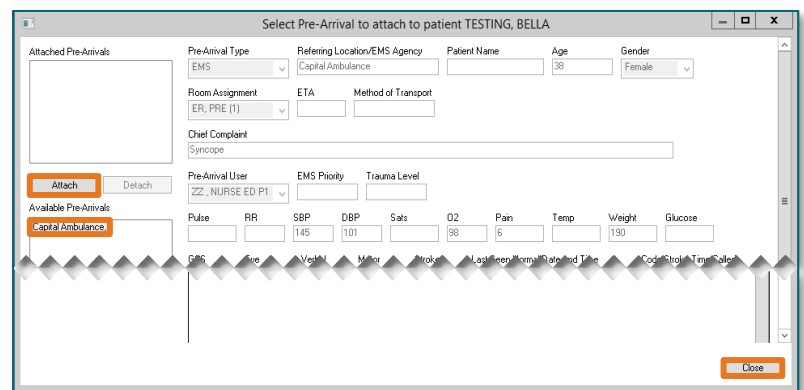 Select Pre-Arrival to attach to patient TESTING, BELLA
Attached Pre-Arrivals
Pre-Arrival Type Referring Location/EMS Agency Patient Name Age Gender
EMS Capital Ambulance 38 Female
Room Assignment ETA Method of Transport
ER, PRE (1)
Chief Complaint
Syncope
Attach Detach
Pre-Arrival User EMS Priority Trauma Level
ZZ , NURSE ED P1
Available Pre-Arrivals
Capital Ambulance,
Pulse RR SBP DBP Sats O2 Pain Temp Weight Glucose
145 101 98 6 190
Close